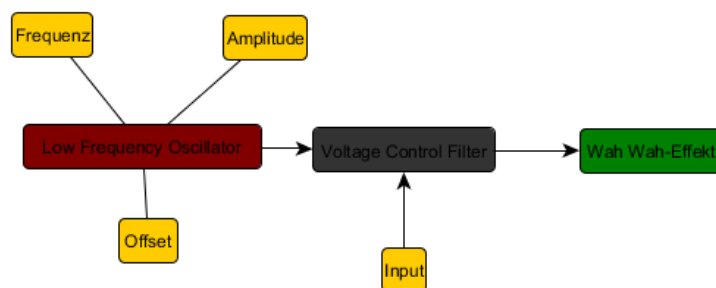 Frequenz
Amplitude
Low Frequency Oscillator
Voltage Control Filter
Wah Wah-Effekt
Offset
Input